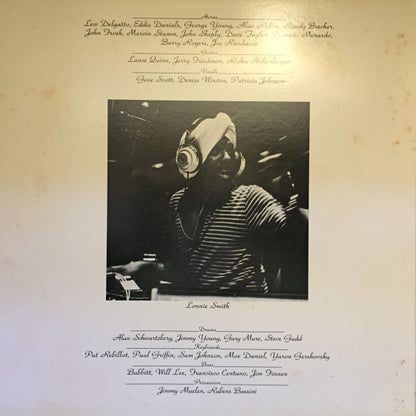 Horns
Lew Delgatto, Eddie Daniels, George Young, Alan Rubin, Randy Brecker,
John Frosk, Marvin Stamm, John Shepley, Dave Taylor, Dominic Menardo,
Barry Rogers, Joe Randazzo
Guitar
Lance Quinn, Jerry Friedman, Richie Hohenberger
Vocals
Gene Scott, Denise Wooten, Patricia Johnson
Lonnie Smith
Drums
Alan Schwartzberg, Jimmy Young, Gary Mure, Steve Gadd
Keyboards
Pat Rebillot, Paul Griffin, Sam Johnson, Moe Daniel, Yaron Gershovsky
Bass
Babbitt, Will Lee, Francisco Centeno, Jim Finnen
Percussion
Jimmy Maelen, Rubens Bassini